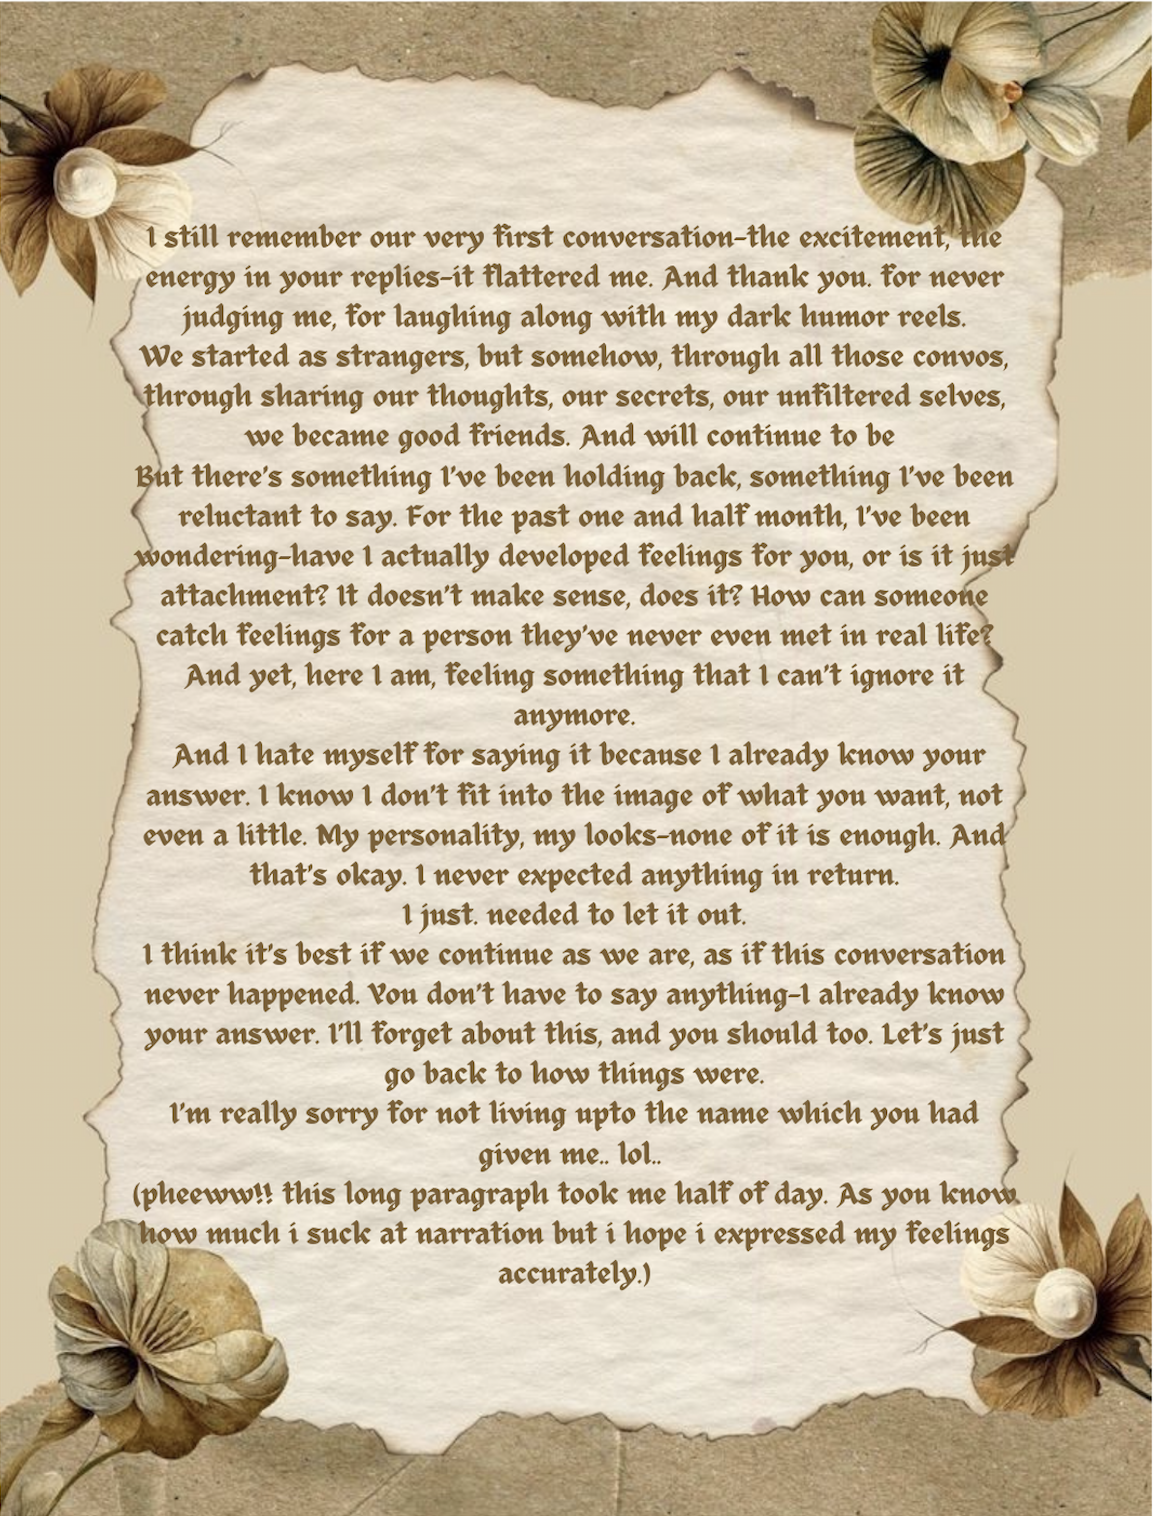 I still remember our very first conversation-the excitement, the
energy in your replies-it flattered me. And thank you. for never
judging me, for laughing along with my dark humor reels.
We started as strangers, but somehow, through all those convos,
through sharing our thoughts, our secrets, our unfiltered selves,
we became good friends. And will continue to be
But there's something I've been holding back, something I've been
reluctant to say. For the past one and half month, I've been
wondering-have I actually developed feelings for you, or is it just
attachment? It doesn't make sense, does it? How can someone
catch feelings for a person they've never even met in real life?
And yet, here I am, feeling something that I can't ignore it
anymore.
And I hate myself for saying it because I already know your
answer. I know I don't fit into the image of what you want, not
even a little. My personality, my looks-none of it is enough. And
that's okay. I never expected anything in return.
I just. needed to let it out.
I think it's best if we continue as we are, as if this conversation
never happened. You don't have to say anything-I already know
your answer. I'll forget about this, and you should too. Let's just
go back to how things were.
I'm really sorry for not living upto the name which you had
given me.. lol..
(pheeww!! this long paragraph took me half of day. As you know
how much i suck at narration but i hope i expressed my feelings
accurately.)